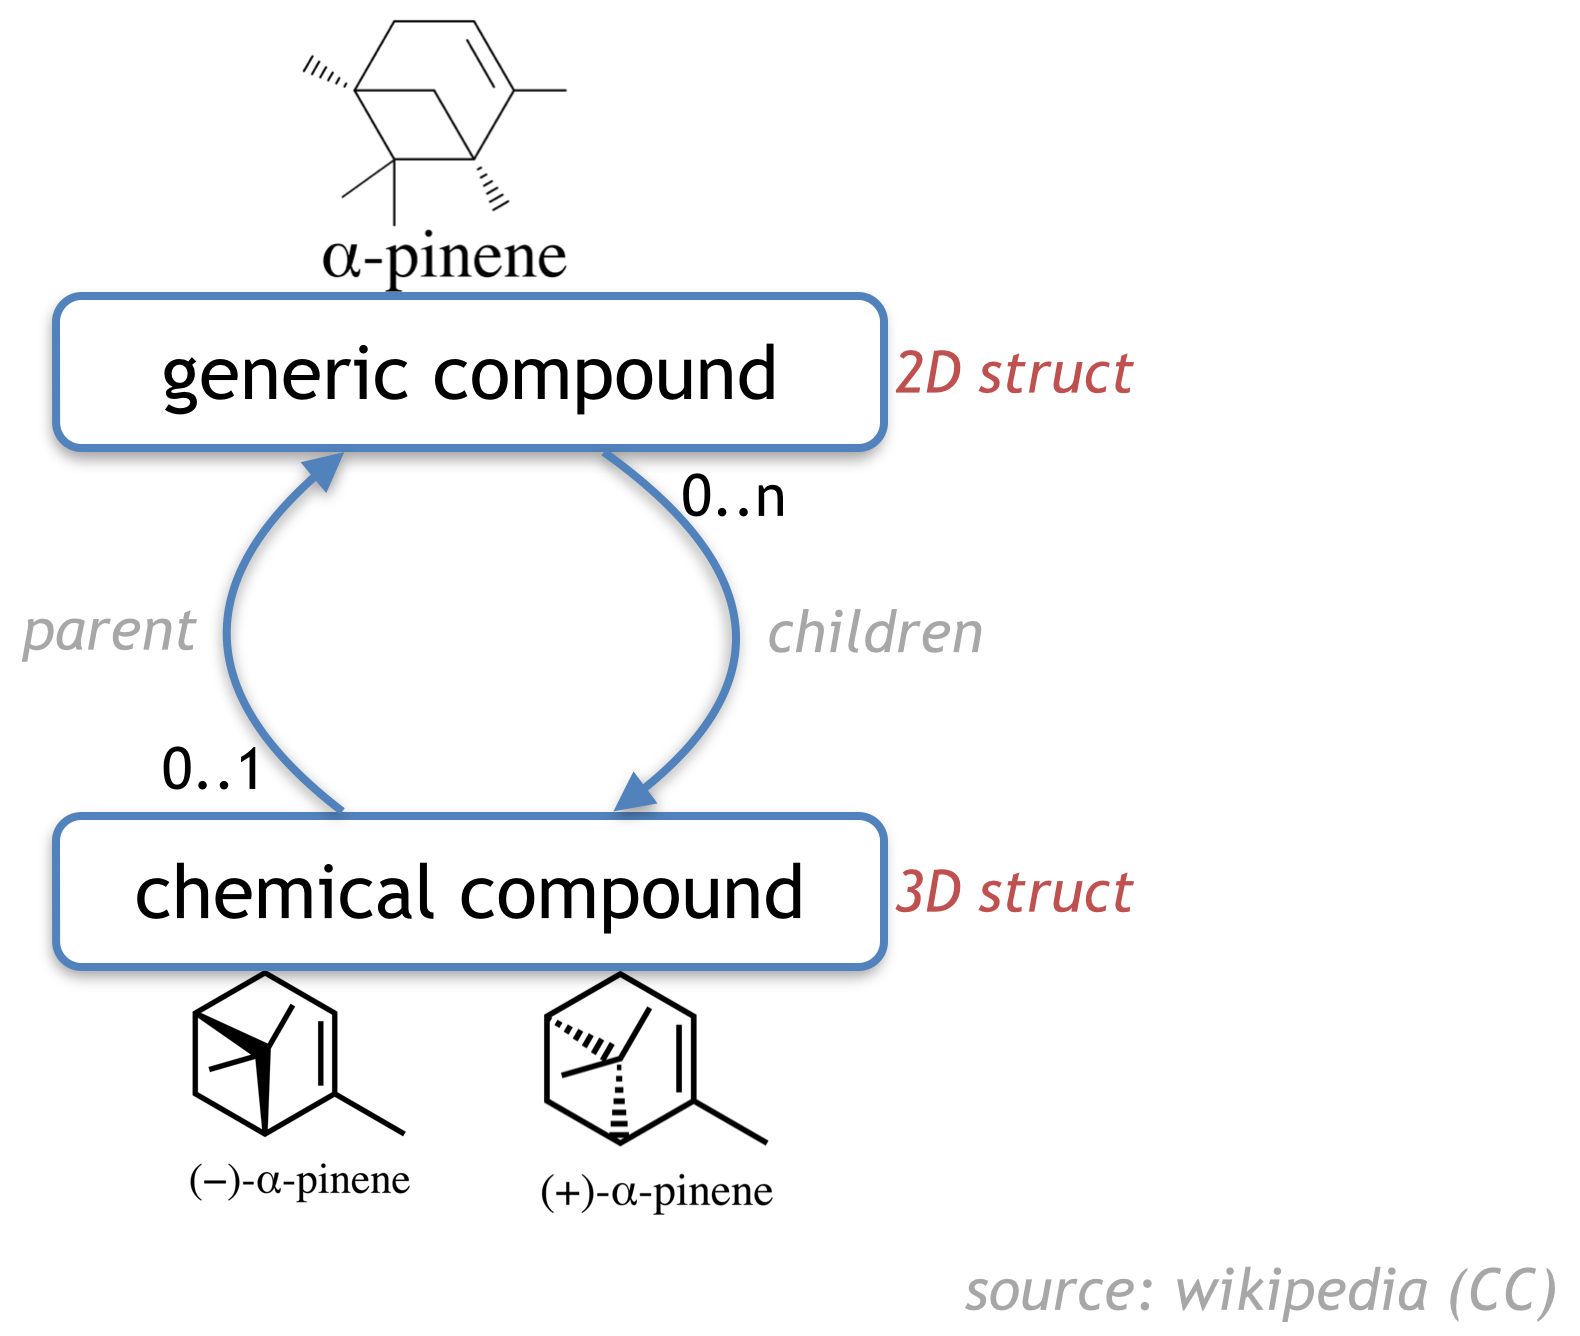 α-pinene
generic compound
2D struct
0..n
parent
children
0..1
chemical compound
3D struct
(−)-α-pinene
(+)-α-pinene
source: wikipedia (CC)